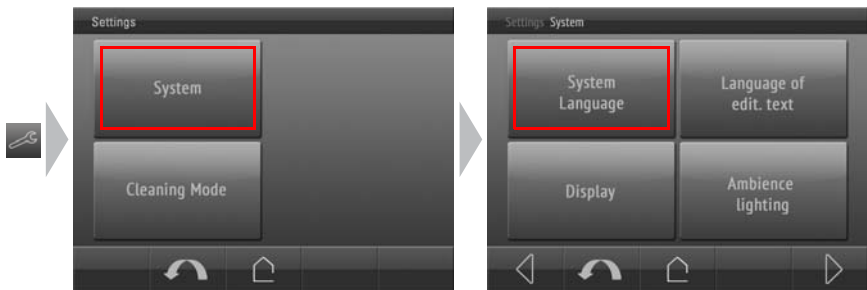 Settings
System
Cleaning Mode
Settings System
System
Language
Language of
edit. text
Display
Ambience
lighting